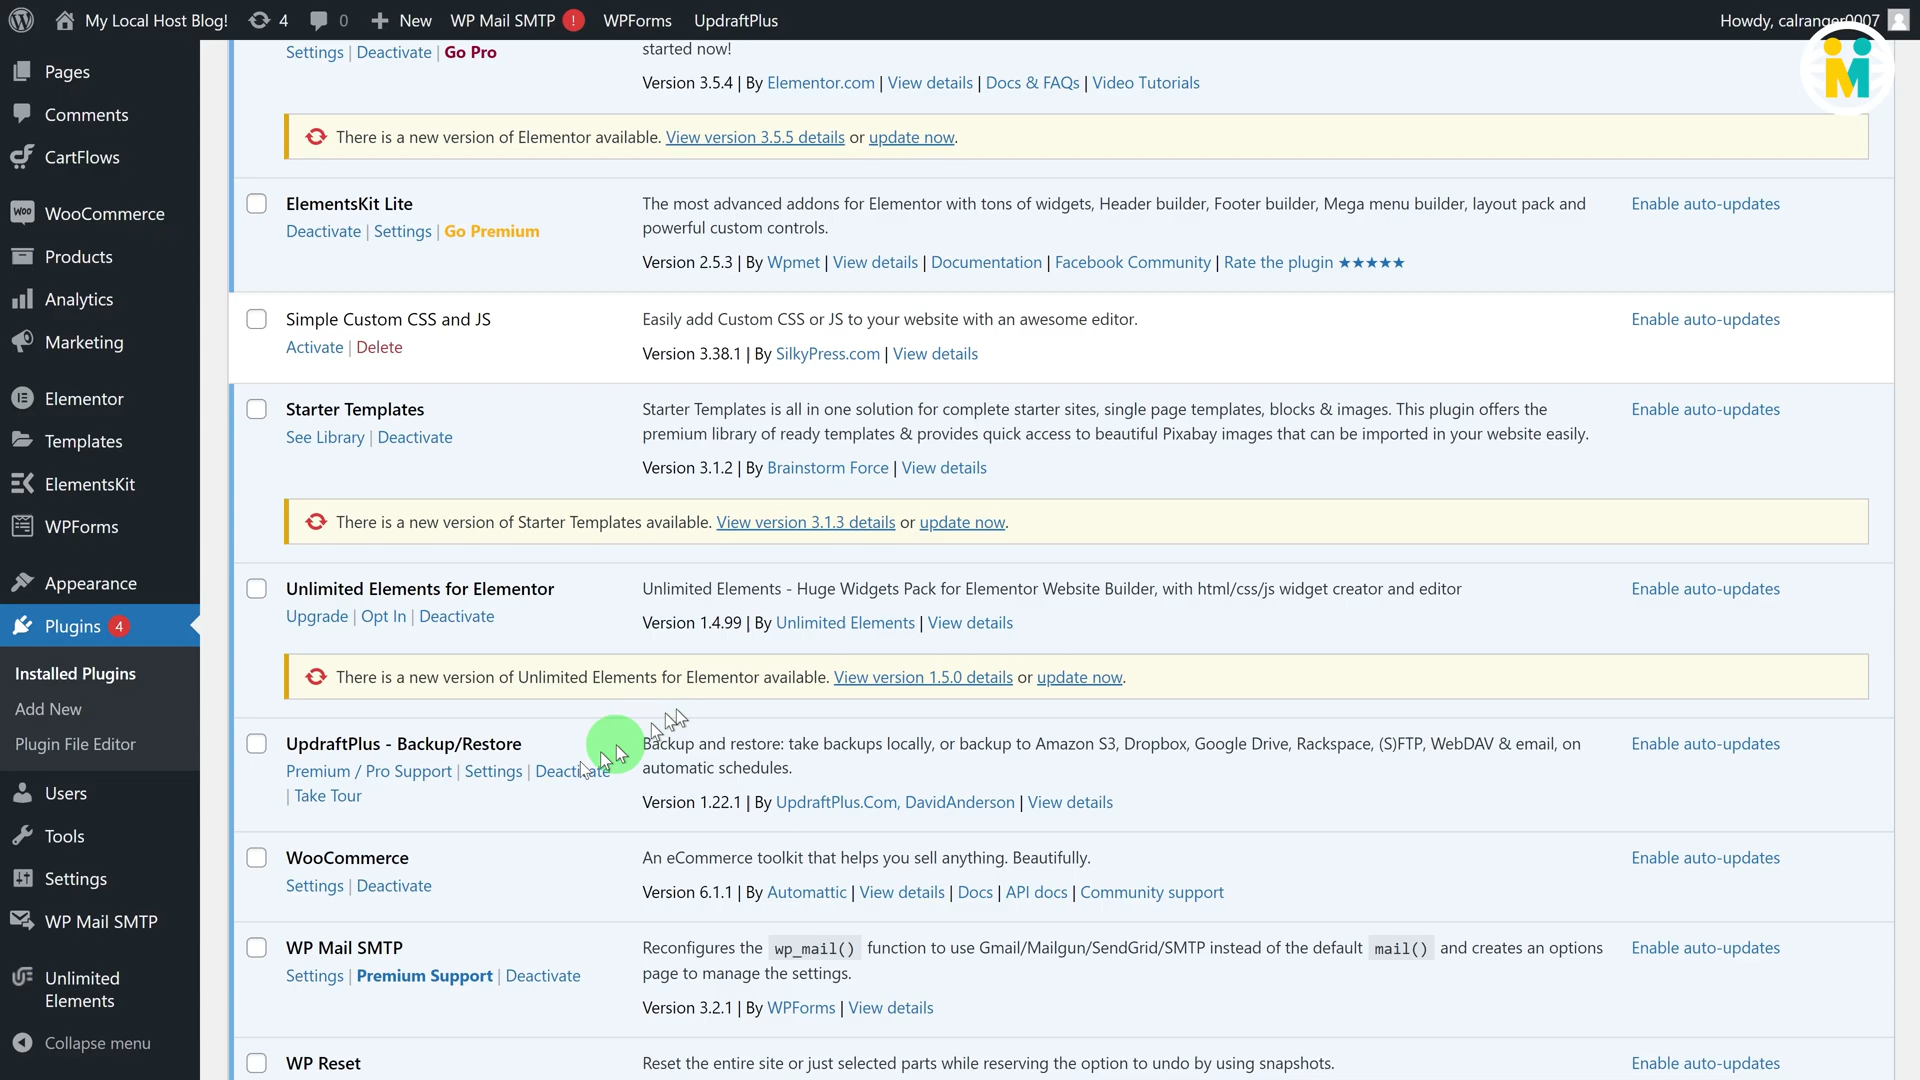 My Local Host Blog! 4 0 New WP Mail SMTP ! WPForms UpdraftPlus Howdy, calranger0007
Pages
Comments
CartFlows
WooCommerce
Products
Analytics
Marketing
Elementor
Templates
ElementsKit
WPForms
Appearance
Plugins 4
Installed Plugins
Add New
Plugin File Editor
Users
Tools
Settings
WP Mail SMTP
Unlimited
Elements
Collapse menu
started now!
Settings | Deactivate | Go Pro
Version 3.5.4 | By Elementor.com | View details | Docs & FAQs | Video Tutorials
There is a new version of Elementor available. View version 3.5.5 details or update now.
ElementsKit Lite
Deactivate | Settings | Go Premium
The most advanced addons for Elementor with tons of widgets, Header builder, Footer builder, Mega menu builder, layout pack and
powerful custom controls.
Version 2.5.3 | By Wpmet | View details | Documentation | Facebook Community | Rate the plugin ★★★★★
Enable auto-updates
Simple Custom CSS and JS
Activate | Delete
Easily add Custom CSS or JS to your website with an awesome editor.
Version 3.38.1 | By SilkyPress.com | View details
Enable auto-updates
Starter Templates
See Library | Deactivate
Starter Templates is all in one solution for complete starter sites, single page templates, blocks & images. This plugin offers the
premium library of ready templates & provides quick access to beautiful Pixabay images that can be imported in your website easily.
Version 3.1.2 | By Brainstorm Force | View details
Enable auto-updates
There is a new version of Starter Templates available. View version 3.1.3 details or update now.
Unlimited Elements for Elementor
Upgrade | Opt In | Deactivate
Unlimited Elements - Huge Widgets Pack for Elementor Website Builder, with html/css/js widget creator and editor
Version 1.4.99 | By Unlimited Elements | View details
Enable auto-updates
There is a new version of Unlimited Elements for Elementor available. View version 1.5.0 details or update now.
UpdraftPlus - Backup/Restore
Premium / Pro Support | Settings | Deactivate
| Take Tour
Backup and restore: take backups locally, or backup to Amazon S3, Dropbox, Google Drive, Rackspace, (S)FTP, WebDAV & email, on
automatic schedules.
Version 1.22.1 | By UpdraftPlus.Com, DavidAnderson | View details
Enable auto-updates
WooCommerce
Settings | Deactivate
An eCommerce toolkit that helps you sell anything. Beautifully.
Version 6.1.1 | By Automattic | View details | Docs | API docs | Community support
Enable auto-updates
WP Mail SMTP
Settings | Premium Support | Deactivate
Reconfigures the wp_mail() function to use Gmail/Mailgun/SendGrid/SMTP instead of the default mail() and creates an options
page to manage the settings.
Version 3.2.1 | By WPForms | View details
Enable auto-updates
WP Reset
Reset the entire site or just selected parts while reserving the option to undo by using snapshots.
Enable auto-updates